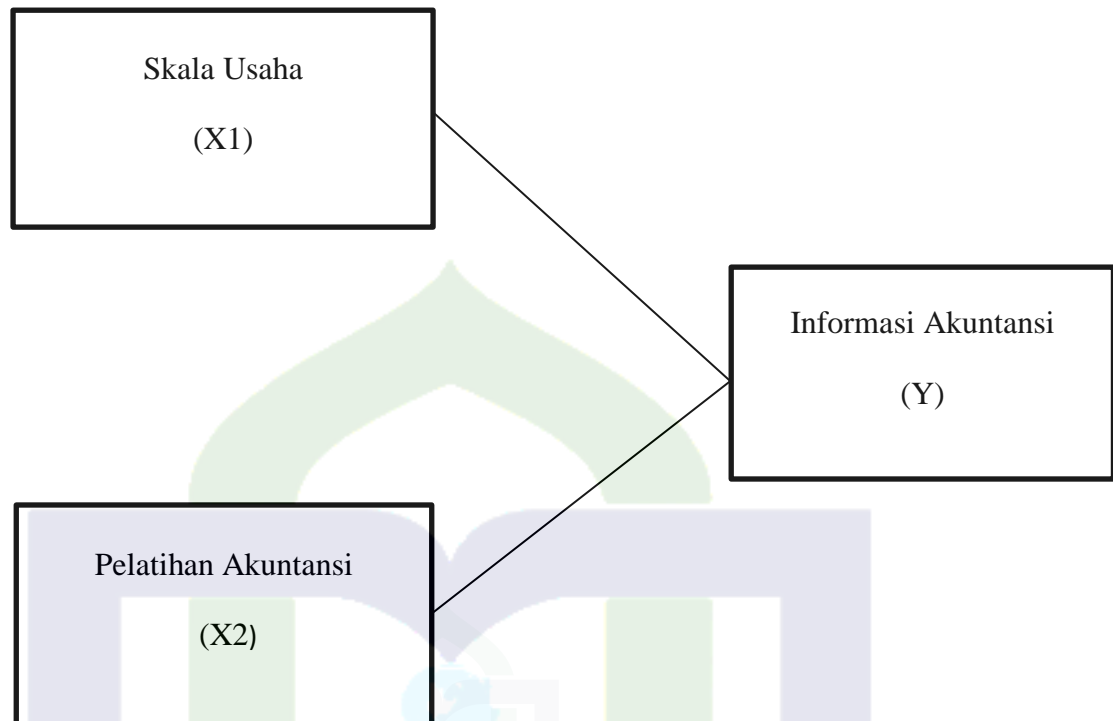 Skala Usaha
(X1)
Informasi Akuntansi
(Y)
Pelatihan Akuntansi
(X2)